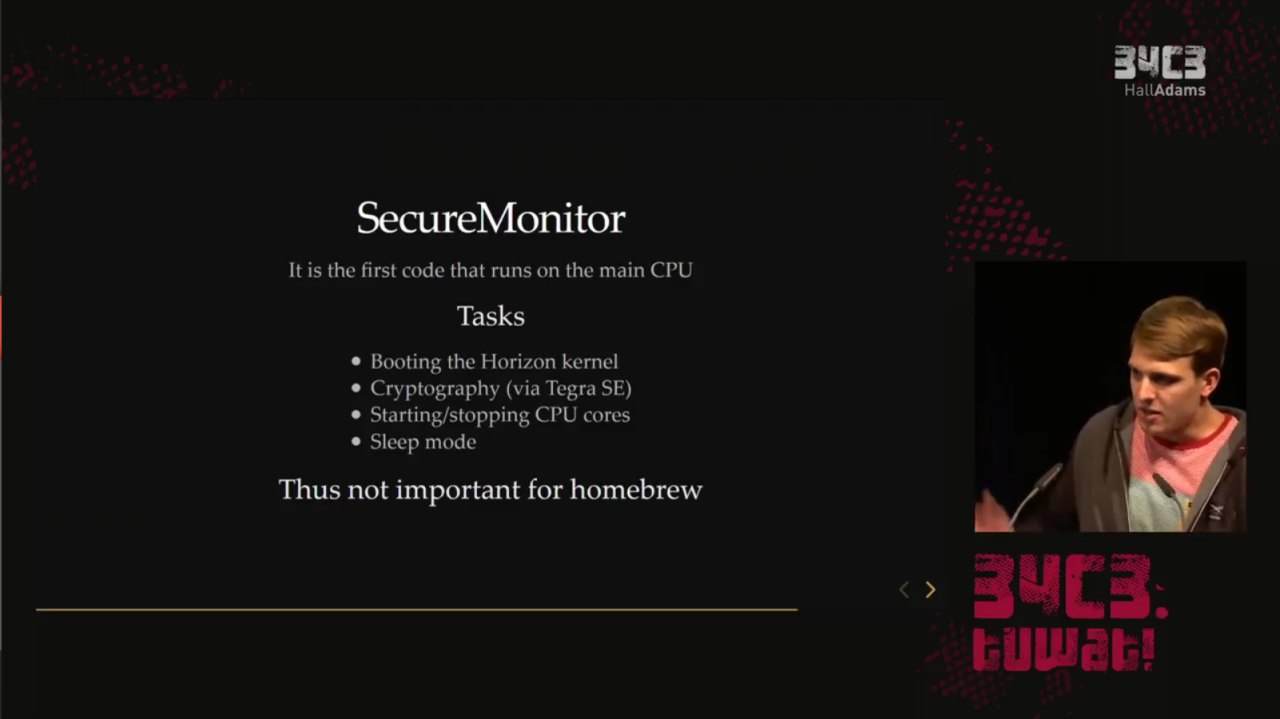 34C3
HallAdams
SecureMonitor
It is the first code that runs on the main CPU
Tasks
• Booting the Horizon kernel
• Cryptography (via Tegra SE)
• Starting/stopping CPU cores
• Sleep mode
Thus not important for homebrew
34C3.
tuwat!